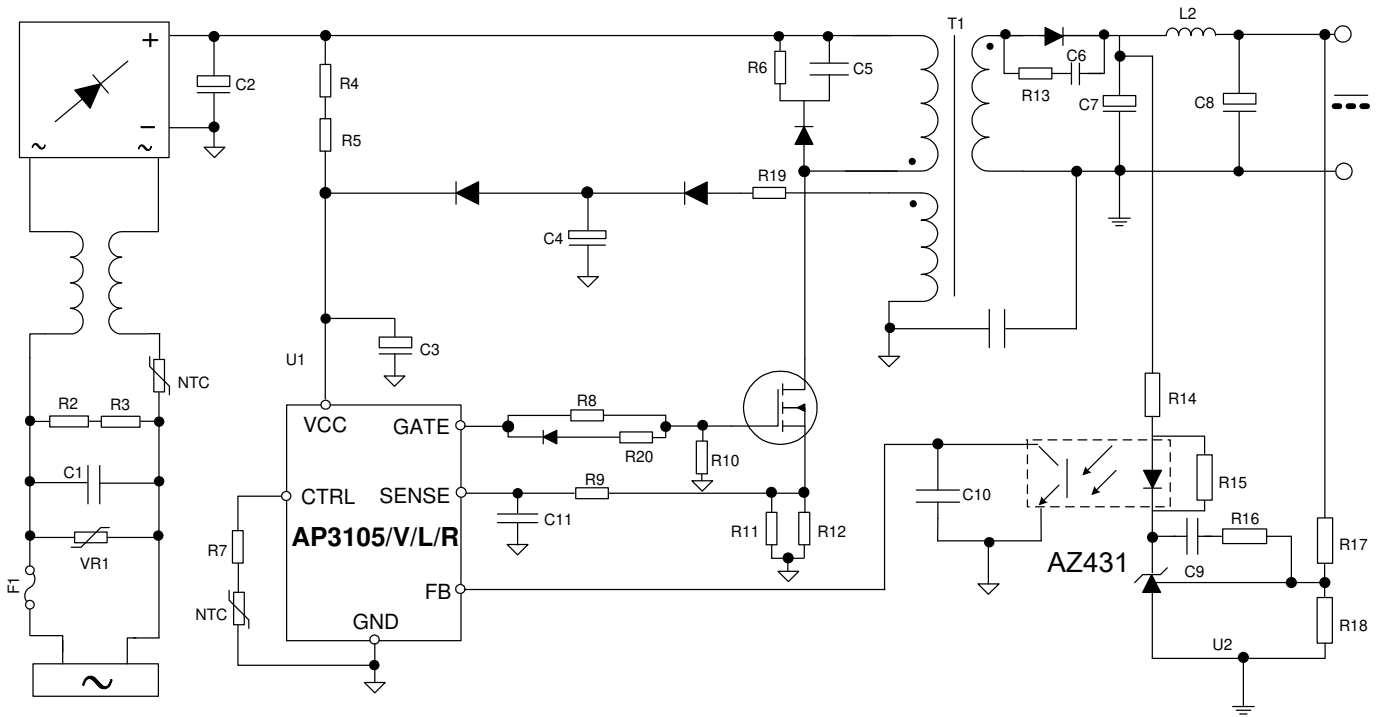 T1
L2
+
R6
C5
C6
R4
C2
R13
C7
C8
−
~ ~
R5
R19
C4
C3
U1
NTC
R14
R2 R3
VCC
GATE
R8
R20
R10
C1
CTRL
SENSE
R9
C10
R15
C11
AP3105/V/L/R
R11 R12
R16
R7
VR1
AZ431
C9
R17
F1
FB
NTC
GND
R18
U2
~